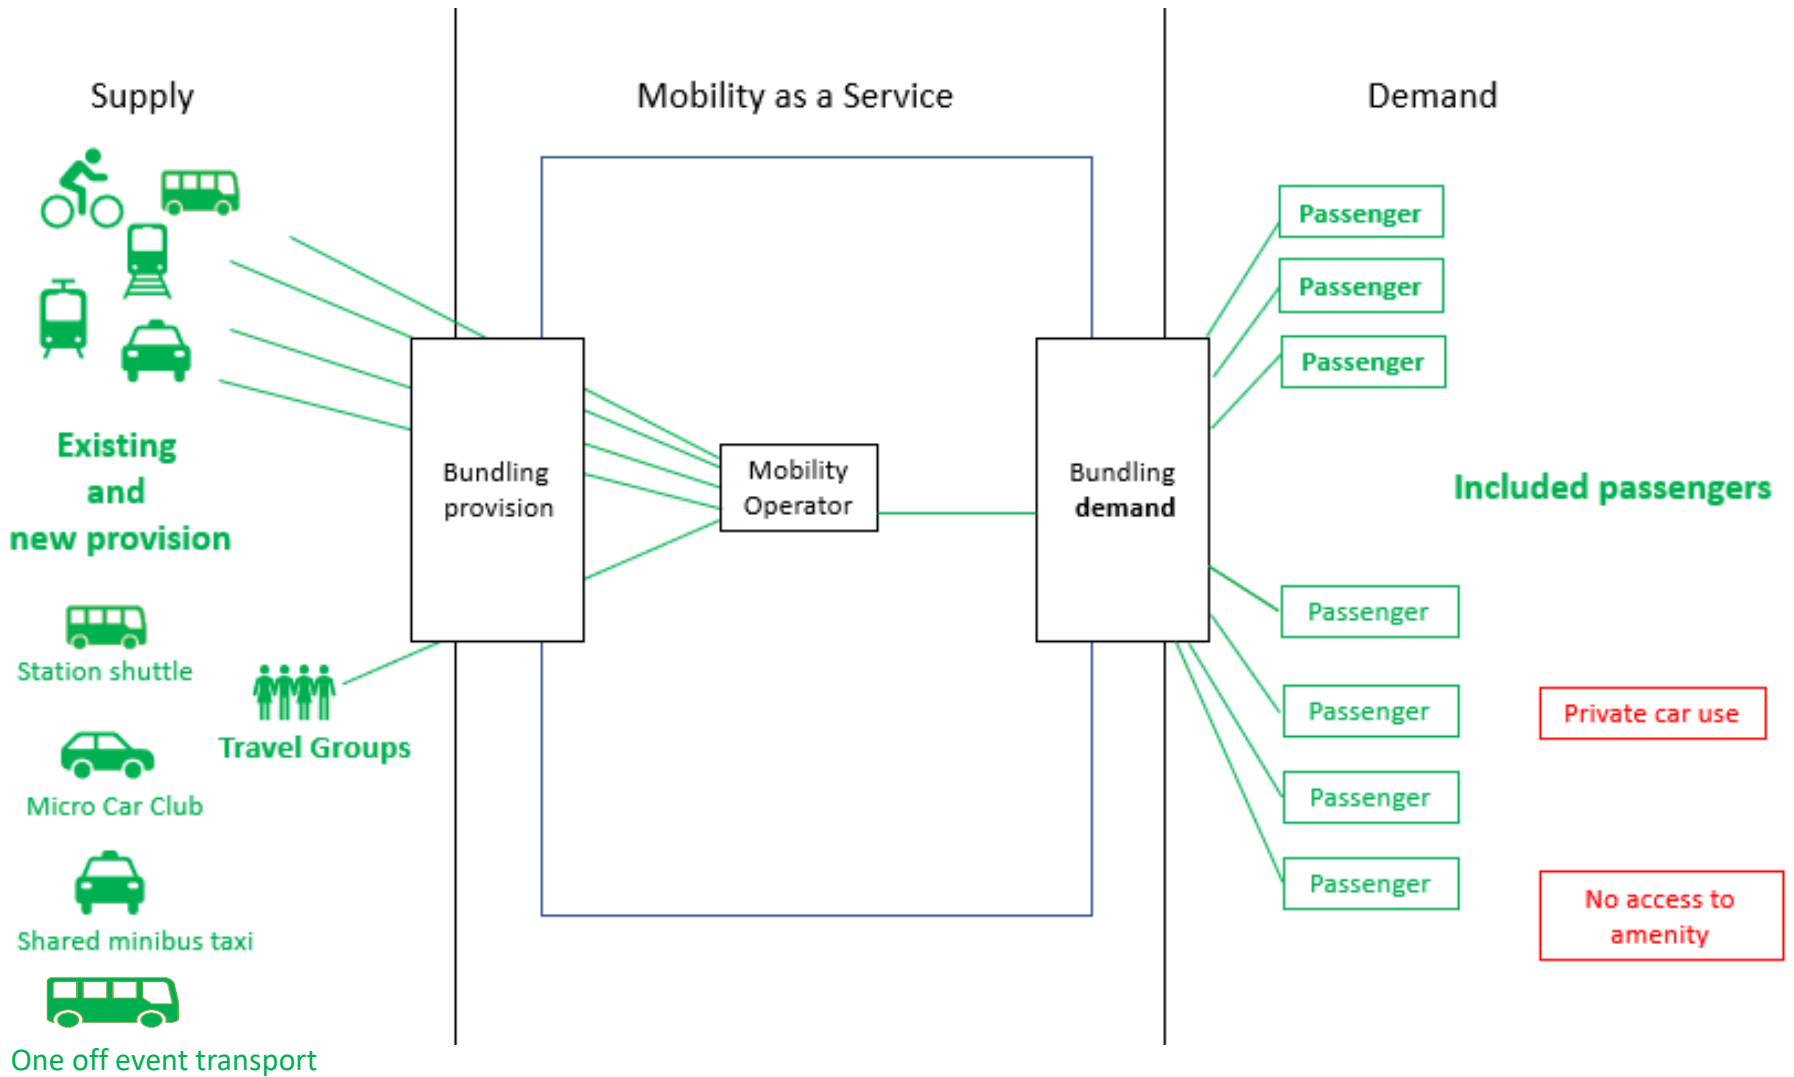 Supply
Mobility as a Service
Demand
Existing
and
new provision
Station shuttle
Travel Groups
Micro Car Club
Shared minibus taxi
One off event transport
Bundling
provision
Mobility
Operator
Bundling
demand
Passenger
Passenger
Passenger
Included passengers
Passenger
Passenger
Passenger
Passenger
Private car use
No access to
amenity